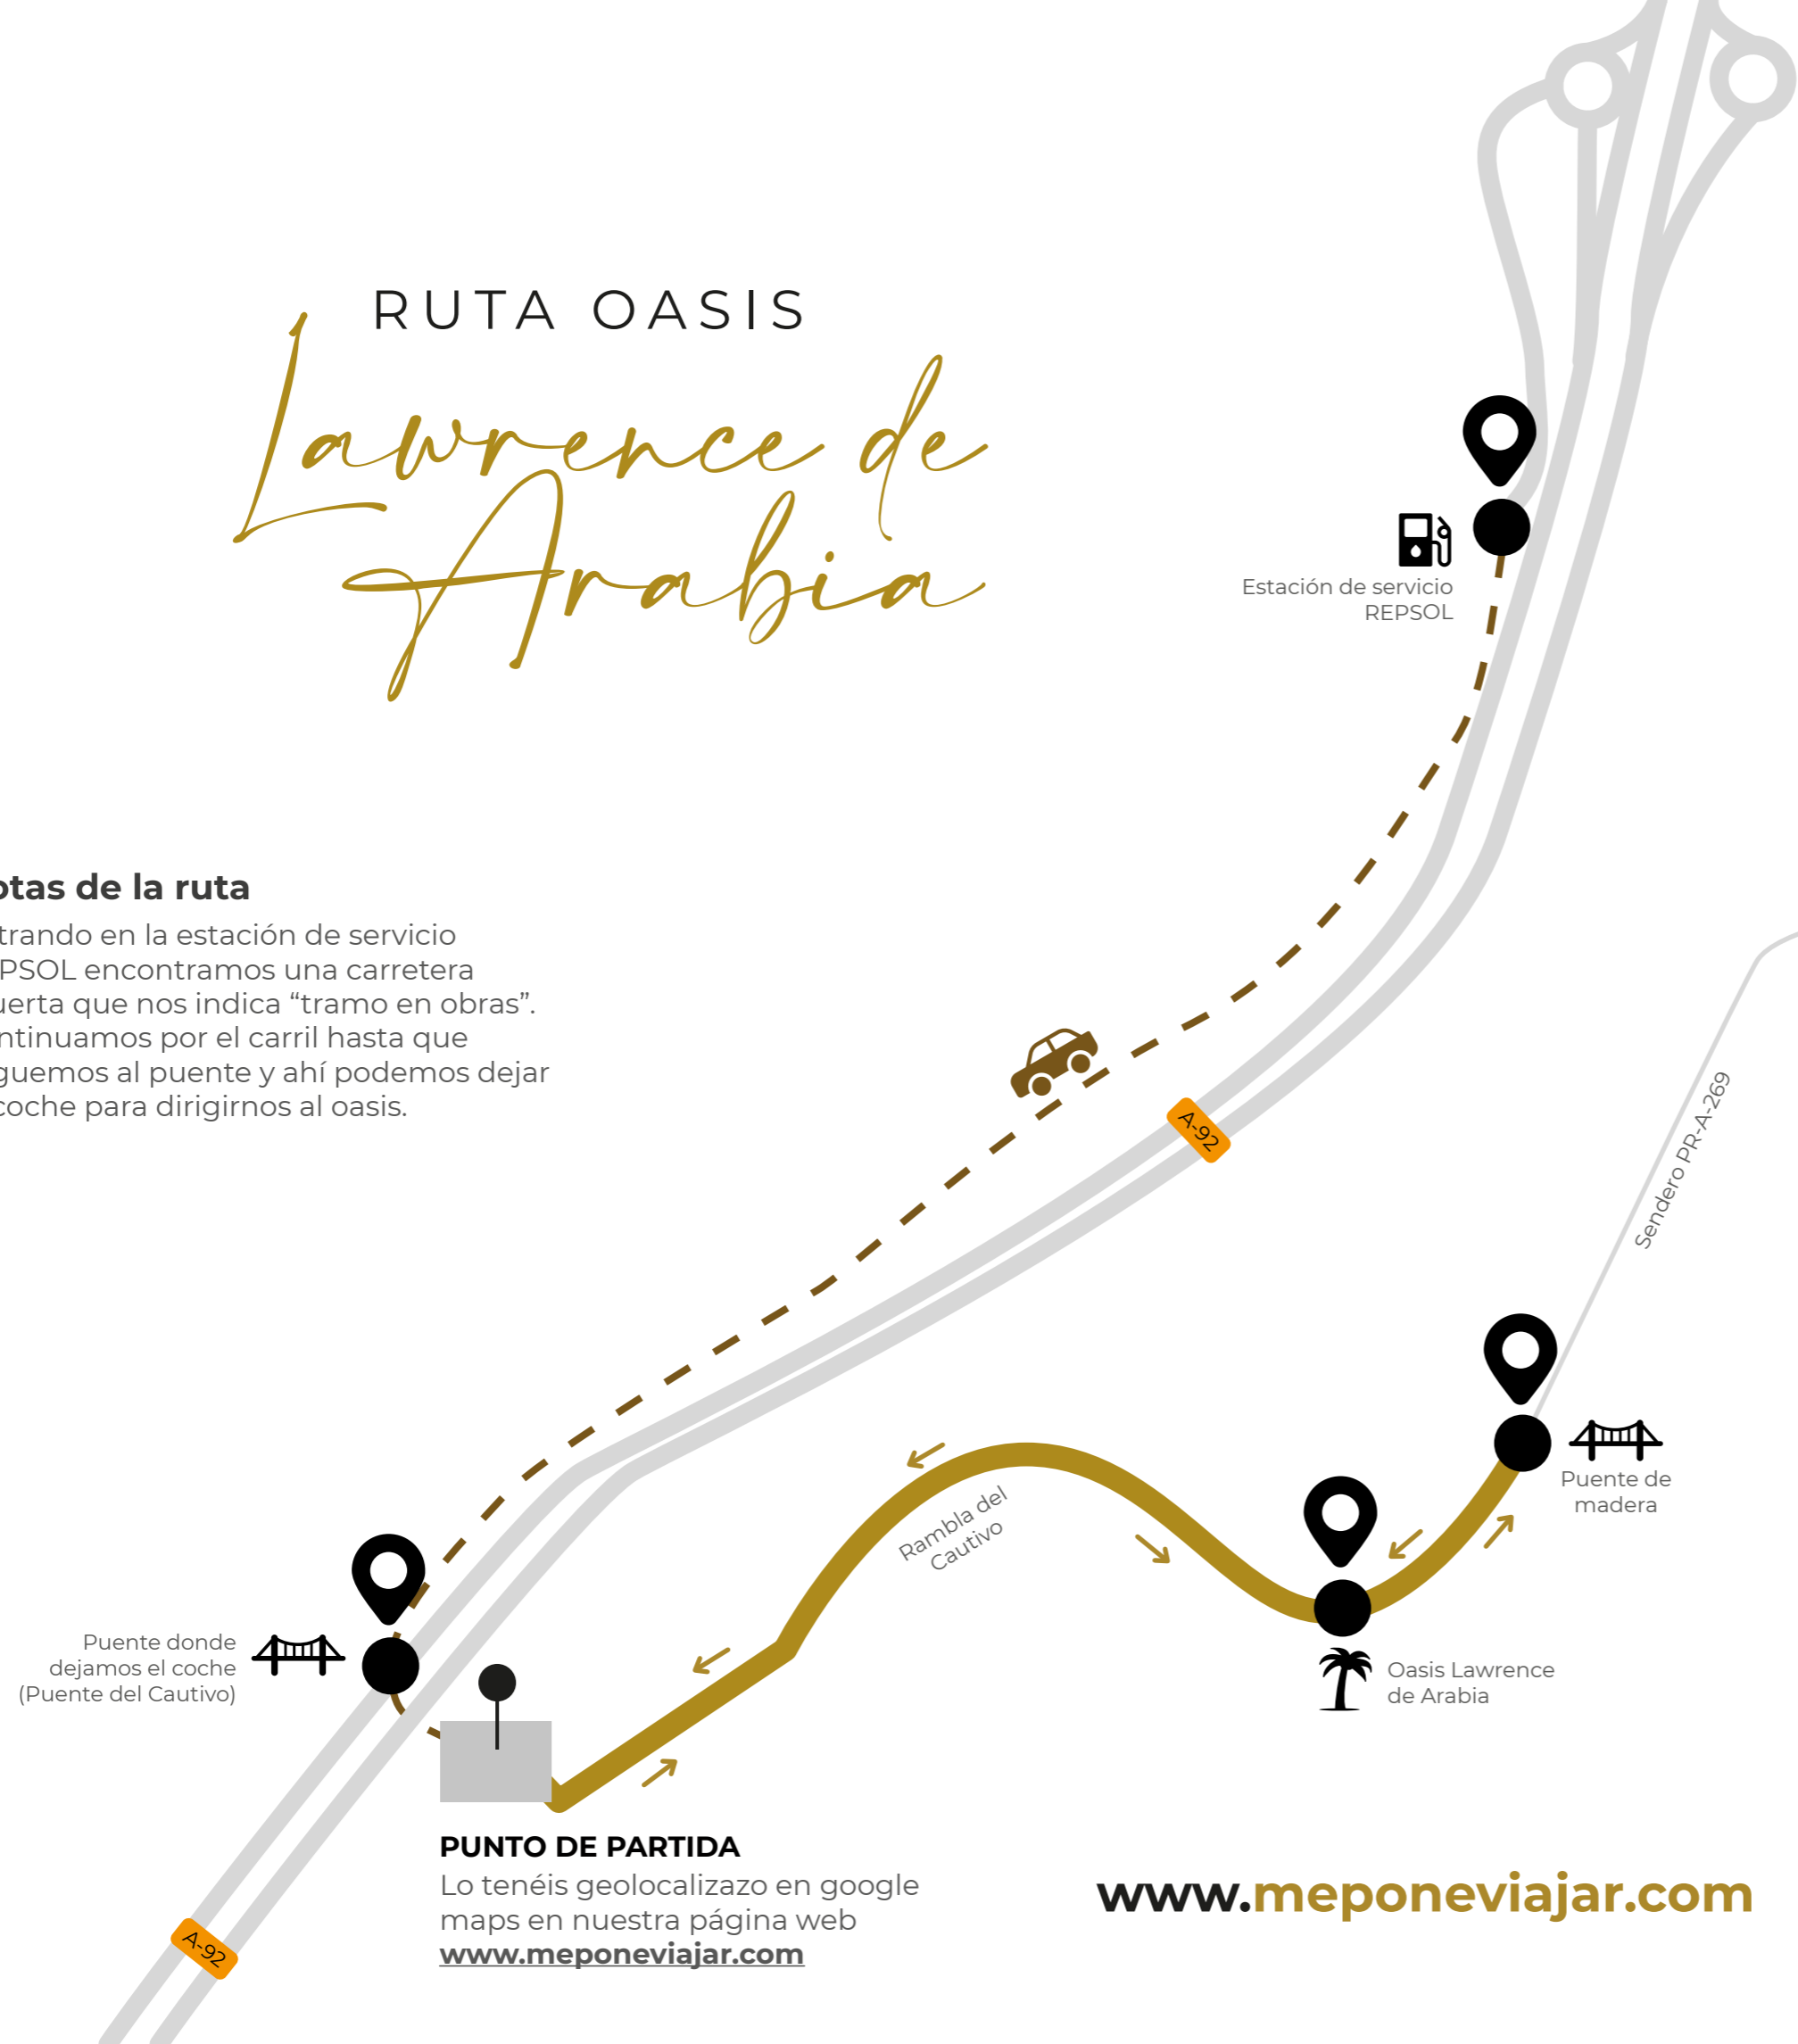 RUTA OASIS
Lawrence de
Arabia
Estación de servicio
REPSOL
otas de la ruta
trando en la estación de servicio
PSOL encontramos una carretera
uerta que nos indica “tramo en obras”.
ntinuamos por el carril hasta que
guemos al puente y ahí podemos dejar
coche para dirigirnos al oasis.
A-92
Sendero PR-A-269
Puente de
madera
Rambla del
Cautivo
Puente donde
dejamos el coche
(Puente del Cautivo)
Oasis Lawrence
de Arabia
PUNTO DE PARTIDA
Lo tenéis geolocalizazo en google
maps en nuestra página web
www.meponeviajar.com
www.meponeviajar.com
A-92